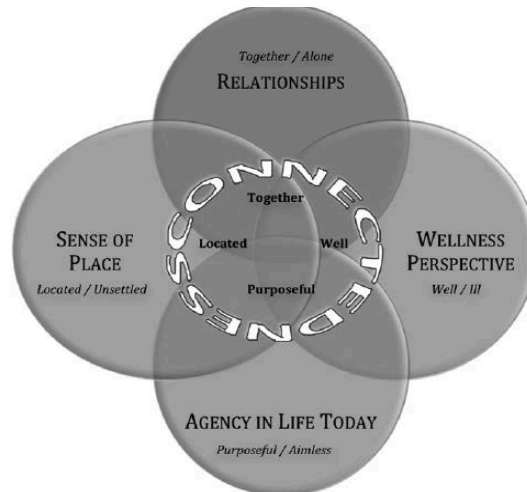 Together / Alone
RELATIONSHIPS
CONNECTEDNESS
Together
SENSE OF
PLACE
Located / Unsettled
Located
Well
WELLNESS
PERSPECTIVE
Well / Ill
Purposeful
AGENCY IN LIFE TODAY
Purposeful / Aimless